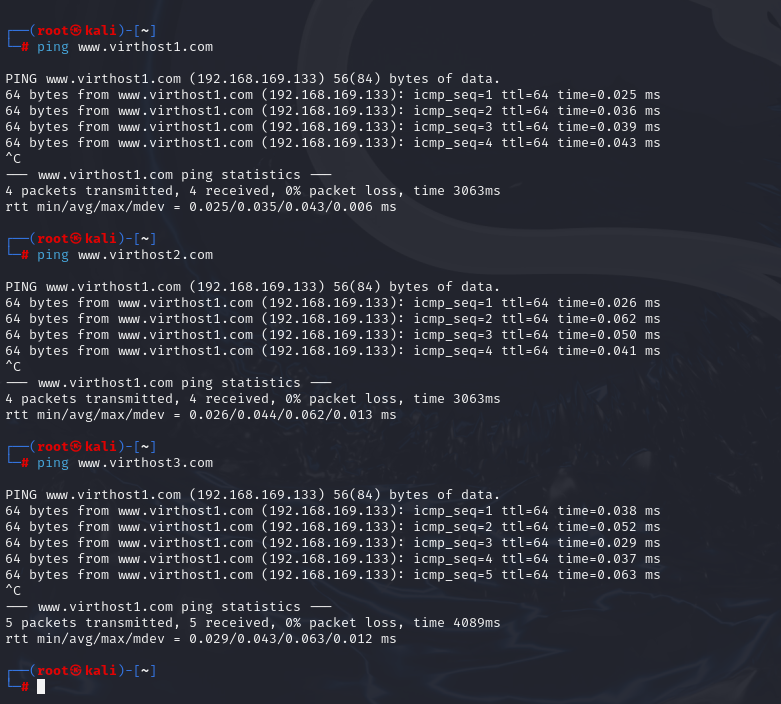 ┌──(root㉿kali)-[~]
└─# ping www.virthost1.com
PING www.virthost1.com (192.168.169.133) 56(84) bytes of data.
64 bytes from www.virthost1.com (192.168.169.133): icmp_seq=1 ttl=64 time=0.025 ms
64 bytes from www.virthost1.com (192.168.169.133): icmp_seq=2 ttl=64 time=0.036 ms
64 bytes from www.virthost1.com (192.168.169.133): icmp_seq=3 ttl=64 time=0.039 ms
64 bytes from www.virthost1.com (192.168.169.133): icmp_seq=4 ttl=64 time=0.043 ms
^C
--- www.virthost1.com ping statistics ---
4 packets transmitted, 4 received, 0% packet loss, time 3063ms
rtt min/avg/max/mdev = 0.025/0.035/0.043/0.006 ms
┌──(root㉿kali)-[~]
└─# ping www.virthost2.com
PING www.virthost1.com (192.168.169.133) 56(84) bytes of data.
64 bytes from www.virthost1.com (192.168.169.133): icmp_seq=1 ttl=64 time=0.026 ms
64 bytes from www.virthost1.com (192.168.169.133): icmp_seq=2 ttl=64 time=0.062 ms
64 bytes from www.virthost1.com (192.168.169.133): icmp_seq=3 ttl=64 time=0.050 ms
64 bytes from www.virthost1.com (192.168.169.133): icmp_seq=4 ttl=64 time=0.041 ms
^C
--- www.virthost1.com ping statistics ---
4 packets transmitted, 4 received, 0% packet loss, time 3063ms
rtt min/avg/max/mdev = 0.026/0.044/0.062/0.013 ms
┌──(root㉿kali)-[~]
└─# ping www.virthost3.com
PING www.virthost1.com (192.168.169.133) 56(84) bytes of data.
64 bytes from www.virthost1.com (192.168.169.133): icmp_seq=1 ttl=64 time=0.038 ms
64 bytes from www.virthost1.com (192.168.169.133): icmp_seq=2 ttl=64 time=0.052 ms
64 bytes from www.virthost1.com (192.168.169.133): icmp_seq=3 ttl=64 time=0.029 ms
64 bytes from www.virthost1.com (192.168.169.133): icmp_seq=4 ttl=64 time=0.037 ms
64 bytes from www.virthost1.com (192.168.169.133): icmp_seq=5 ttl=64 time=0.063 ms
^C
--- www.virthost1.com ping statistics ---
5 packets transmitted, 5 received, 0% packet loss, time 4089ms
rtt min/avg/max/mdev = 0.029/0.043/0.063/0.012 ms
┌──(root㉿kali)-[~]
└─#